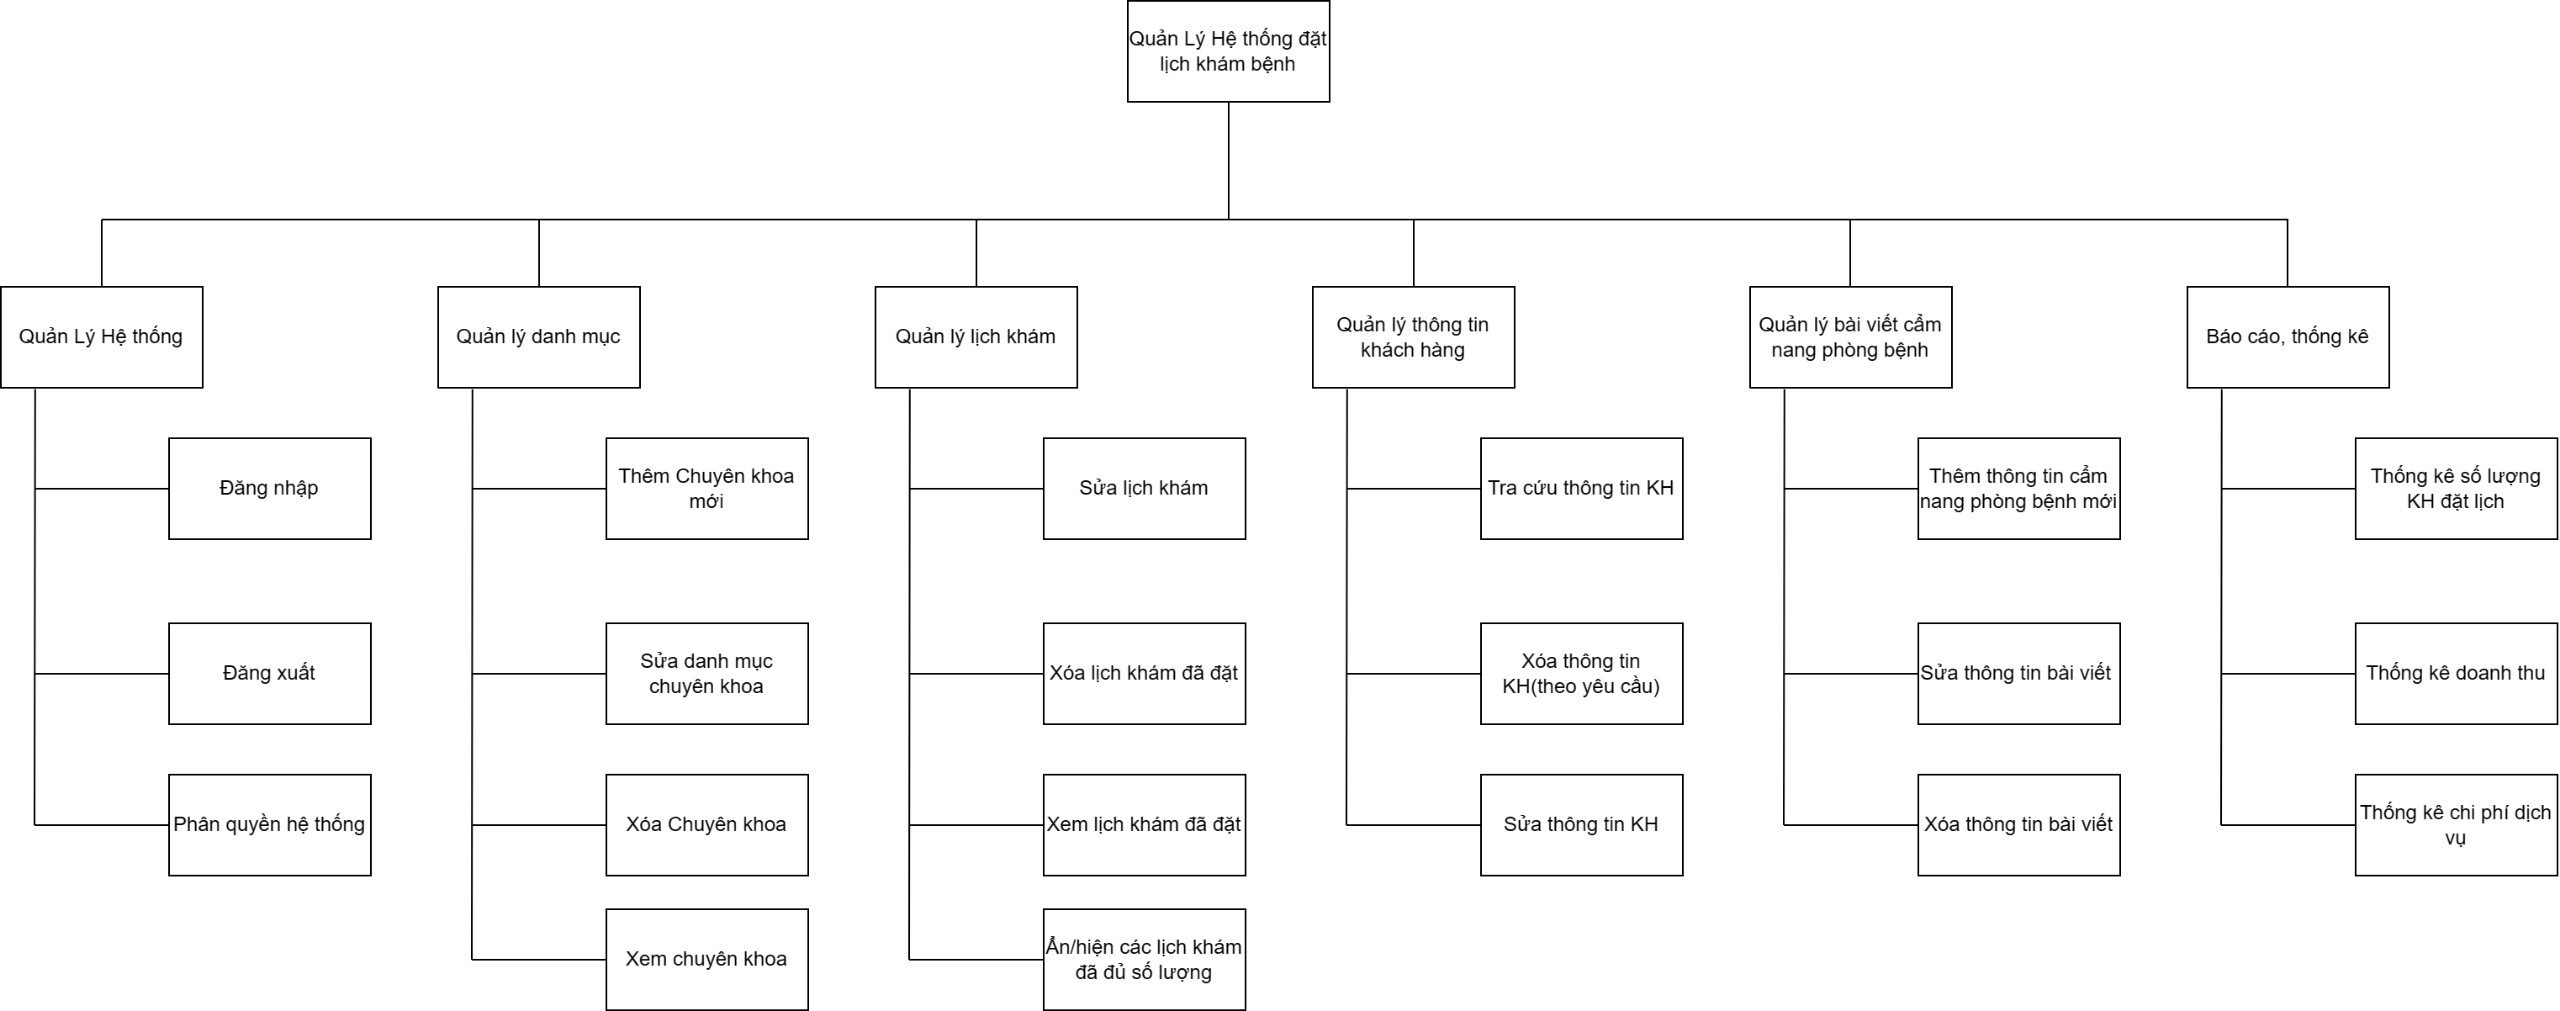 Quản Lý Hệ thống đặt
lịch khám bệnh
Quản Lý Hệ thống
Quản lý danh mục
Quản lý lịch khám
Quản lý thông tin
khách hàng
Quản lý bài viết cẩm
nang phòng bệnh
Báo cáo, thống kê
Đăng nhập
Thêm Chuyên khoa
mới
Sửa lịch khám
Tra cứu thông tin KH
Thêm thông tin cẩm
nang phòng bệnh mới
Thống kê số lượng
KH đặt lịch
Đăng xuất
Sửa danh mục
chuyên khoa
Xóa lịch khám đã đặt
Xóa thông tin
KH(theo yêu cầu)
Sửa thông tin bài viết
Thống kê doanh thu
Phân quyền hệ thống
Xóa Chuyên khoa
Xem lịch khám đã đặt
Sửa thông tin KH
Xóa thông tin bài viết
Thống kê chi phí dịch
vụ
Xem chuyên khoa
Ẩn/hiện các lịch khám
đã đủ số lượng